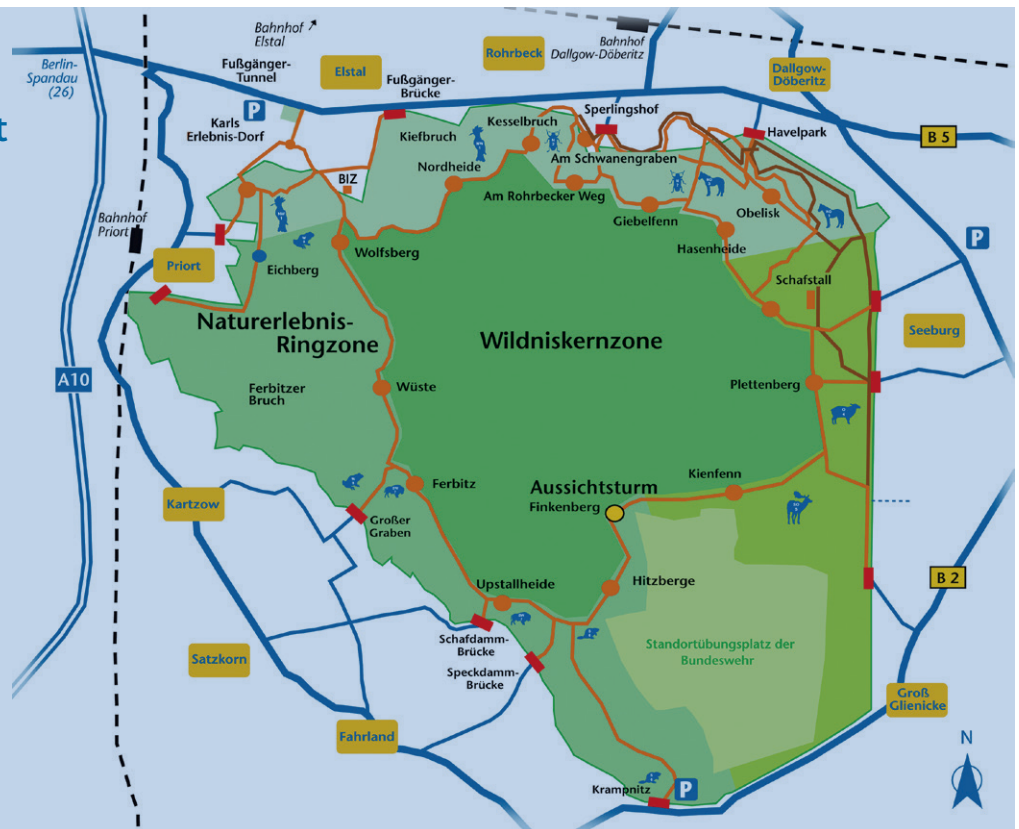 Bahnhof
Elstal
Rohrbeck
Bahnhof
Dallgow-Döberitz
Berlin-
Spandau
(26)
Fußgänger-
Tunnel
Elstal
Fußgänger-
Brücke
Dallgow-
Döberitz
P
Karls
Erlebnis-Dorf
Kiefbruch
Kesselbruch
Sperlingshof
Havelpark
B 5
t
Nordheide
Am Schwanengraben
BIZ
Am Rohrbecker Weg
Giebelfenn
Obelisk
Bahnhof
Priort
Wolfsberg
Hasenheide
P
Priort
Eichberg
Schafstall
Naturerlebnis-
Ringzone
Wildniskernzone
Seeburg
A10
Ferbitzer
Bruch
Wüste
Plettenberg
Ferbitz
Kienfenn
Aussichtsturm
Finkenberg
Kartzow
Großer
Graben
Upstallheide
Hitzberge
B 2
Schafdamm-
Brücke
Speckdamm-
Brücke
Standortübungsplatz der
Bundeswehr
Satzkorn
Groß
Glienicke
Fahrland
N
Krampnitz
P